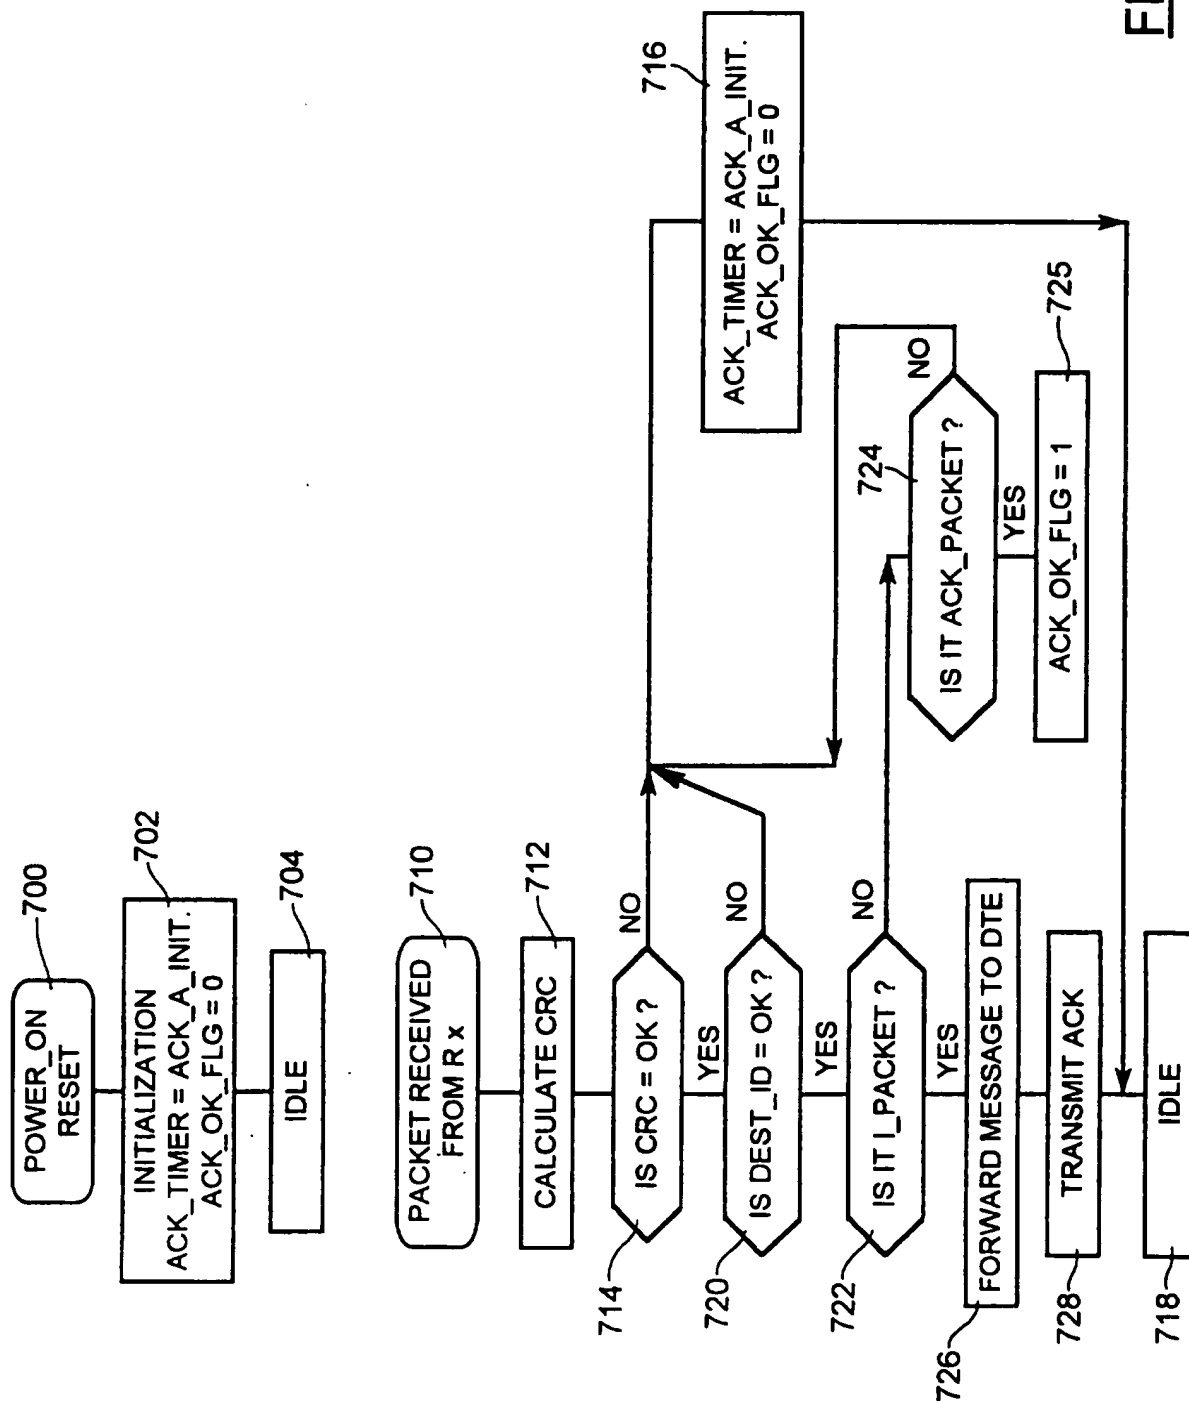 POWER_ON
RESET
700
INITIALIZATION
ACK_TIMER = ACK_A_INIT.
ACK_OK_FLG = 0
702
IDLE
704
PACKET RECEIVED
FROM R x
710
CALCULATE CRC
712
IS CRC = OK ?
714
NO
YES
ACK_TIMER = ACK_A_INIT.
ACK_OK_FLG = 0
716
IS DEST_ID = OK ?
720
NO
YES
IS IT I_PACKET ?
722
NO
YES
IS IT ACK_PACKET ?
724
NO
YES
ACK_OK_FLG = 1
725
FORWARD MESSAGE TO DTE
726
TRANSMIT ACK
728
IDLE
718